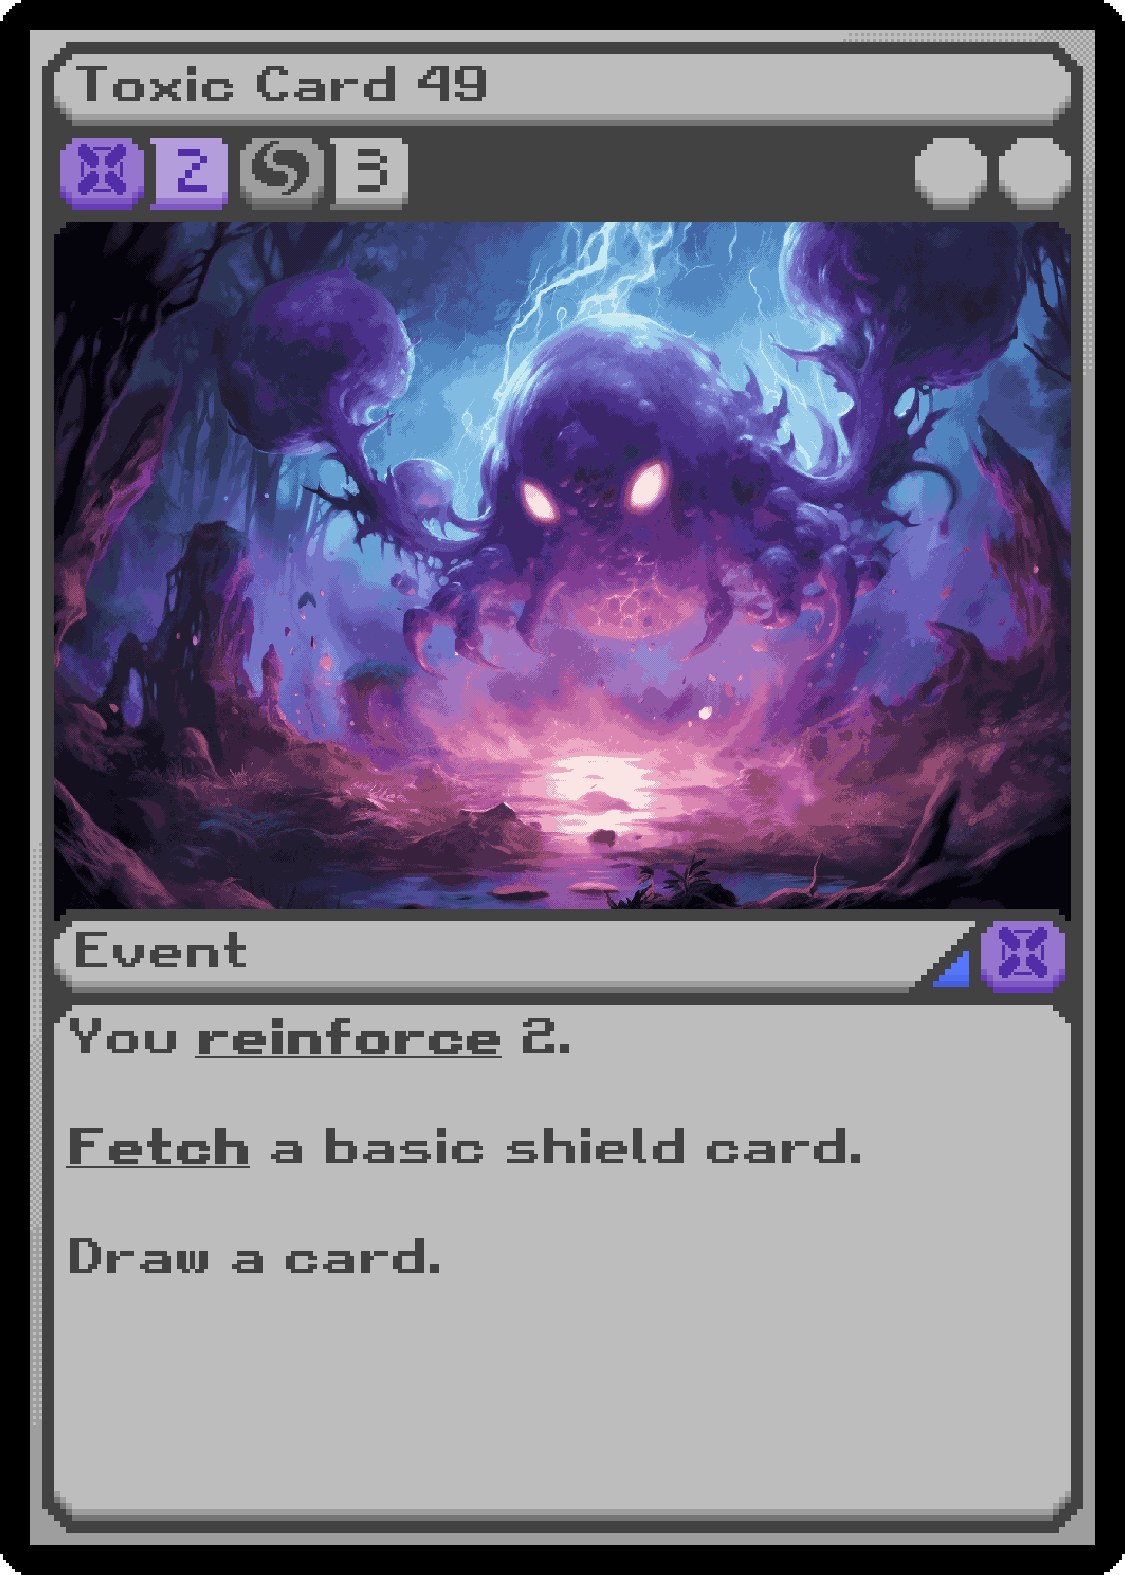 Toxic Card 49
2 3
Event
You reinforce 2.
Fetch a basic shield card.
Draw a card.